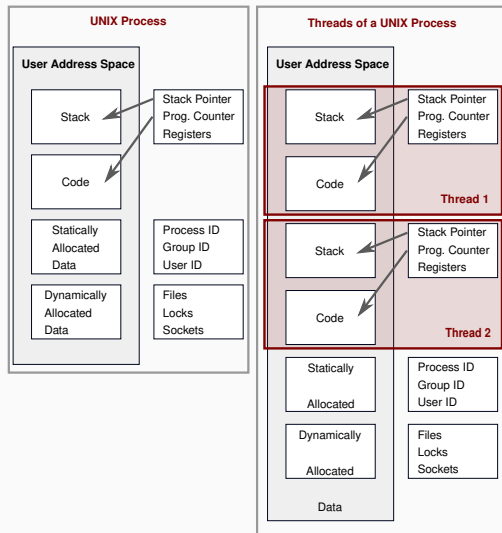 UNIX Process
User Address Space
Stack
Stack Pointer
Prog. Counter
Registers
Code
Statically
Allocated
Data
Process ID
Group ID
User ID
Dynamically
Allocated
Data
Files
Locks
Sockets
Threads of a UNIX Process
User Address Space
Stack
Stack Pointer
Prog. Counter
Registers
Code
Thread 1
Stack
Stack Pointer
Prog. Counter
Registers
Code
Thread 2
Statically
Allocated
Process ID
Group ID
User ID
Dynamically
Allocated
Files
Locks
Sockets
Data